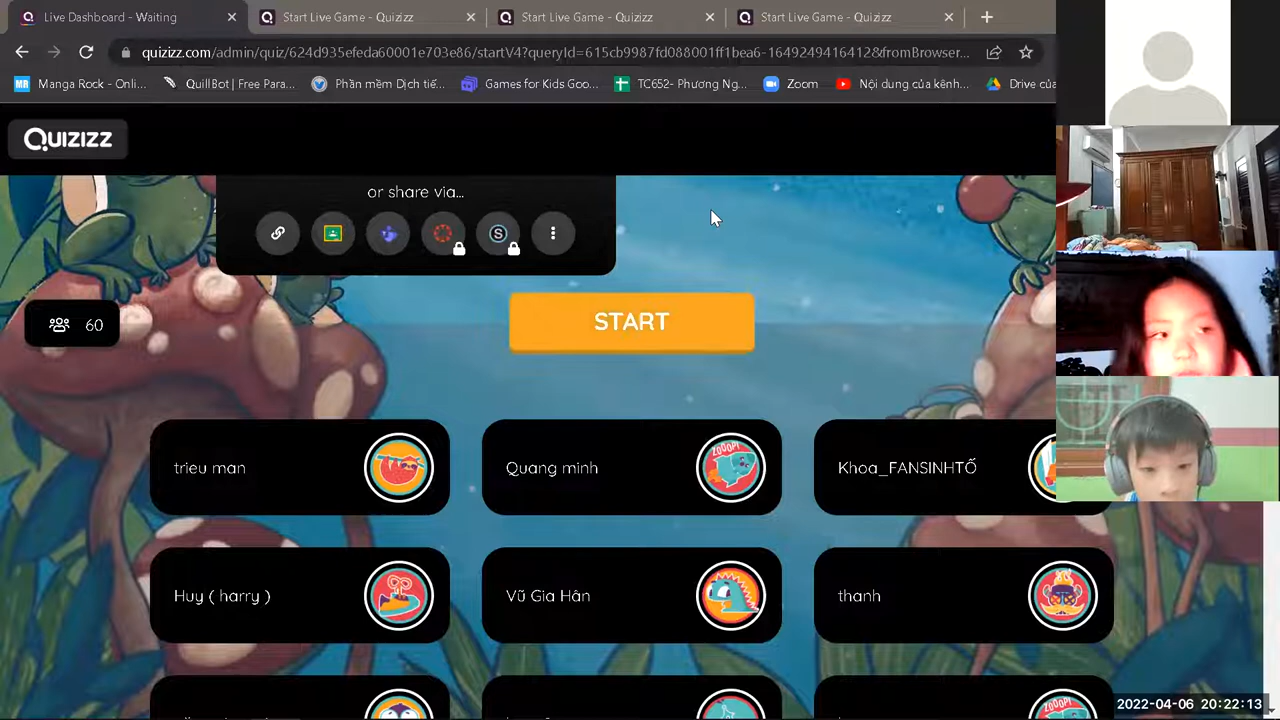 Live Dashboard - Waiting
Start Live Game - Quizizz
Start Live Game - Quizizz
Start Live Game - Quizizz
quizizz.com/admin/quiz/624d935efeda60001e703e86/startV4?queryId=615cb9987fd088001ff1bea6-1649249416412&fromBrowser...
MR Manga Rock - Onli...
QuillBot | Free Para...
Phần mềm Dịch tiế...
Games for Kids Goo...
TC652- Phương Ng...
Zoom
Nội dung của kênh...
Drive của
QUIZIZZ
or share via...
S
60
START
trieu man
Quang minh
ZOOOP!
Khoa_FANSINHTỐ
Huy ( harry )
Vũ Gia Hân
thanh
ZOOOP!
2022-04-06 20:22:13